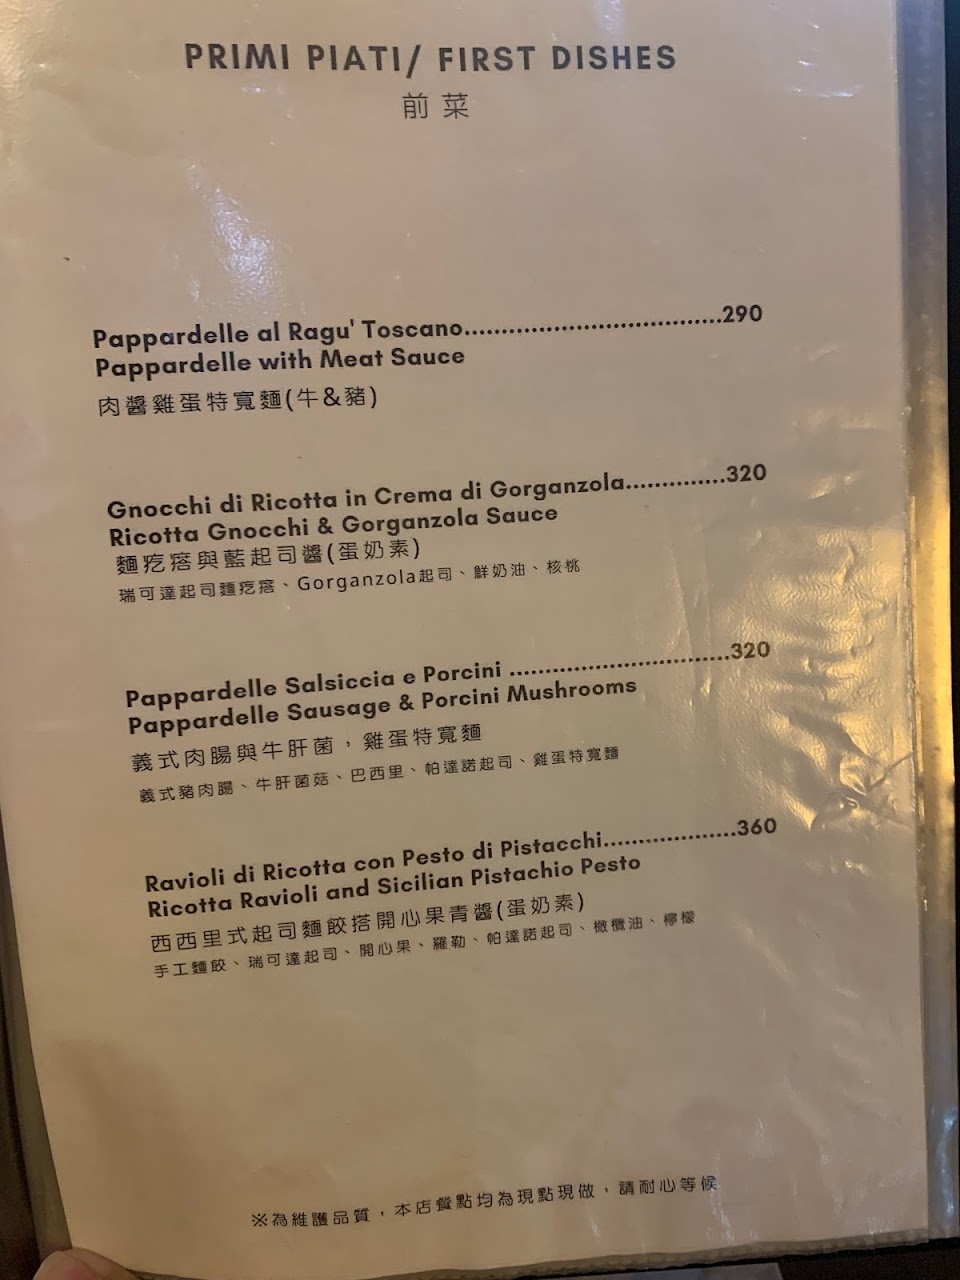 PRIMI PIATI/ FIRST DISHES
前菜
Pappardelle al Ragu' Toscano..................................290
Pappardelle with Meat Sauce
肉醬雞蛋特寬麵(牛&豬)
Gnocchi di Ricotta in Crema di Gorganzola..............320
Ricotta Gnocchi & Gorganzola Sauce
麵疙瘩與藍起司醬(蛋奶素)
瑞可達起司麵疙瘩、Gorganzola起司、鮮奶油、核桃
Pappardelle Salsiccia e Porcini ..............................320
Pappardelle Sausage & Porcini Mushrooms
義式肉腸與牛肝菌，雞蛋特寬麵
義式豬肉腸、牛肝菌菇、巴西里、帕達諾起司、雞蛋特寬麵
Ravioli di Ricotta con Pesto di Pistacchi..................360
Ricotta Ravioli and Sicilian Pistachio Pesto
西西里式起司麵餃搭開心果青醬(蛋奶素)
手工麵餃、瑞可達起司、開心果、羅勒、帕達諾起司、橄欖油、檸檬
※為維護品質，本店餐點均為現點現做，請耐心等候